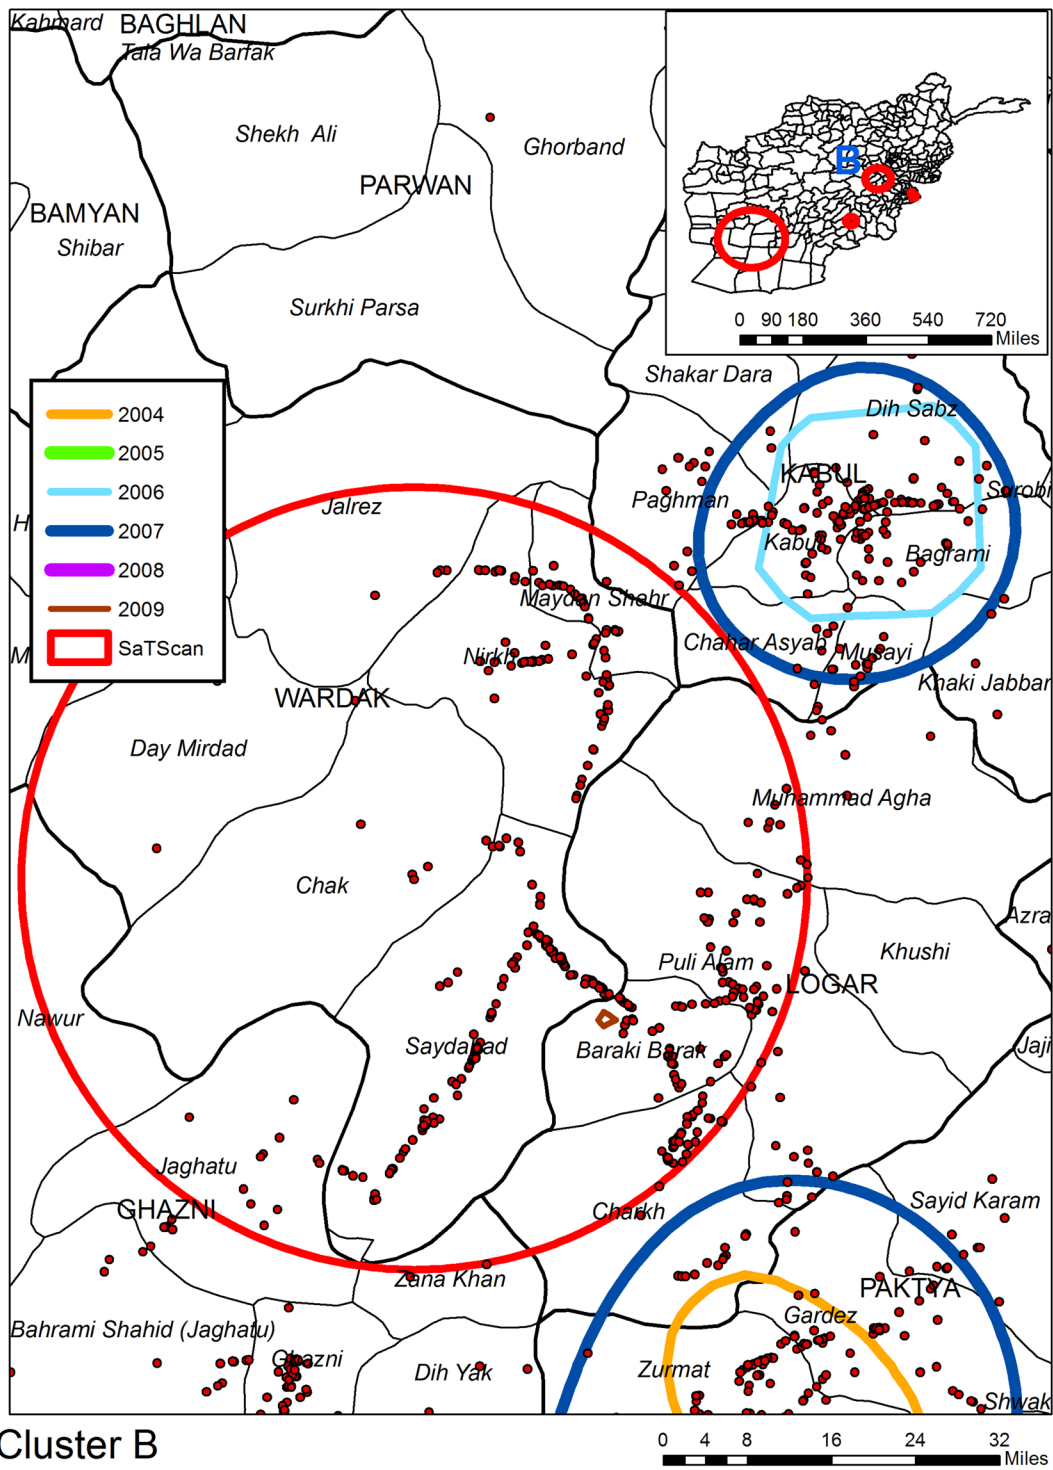 Kahmard
BAGHLAN
Tala Wa Barfak
Shekh Ali
Ghorband
PARWAN
BAMYAN
Shibar
Surkhi Parsa
B
0 90 180 360 540 720
Miles
Shakar Dara
Dih Sabz
2004
2005
2006
2007
2008
2009
SaTScan
KABUL
Paghman
Surobi
Jalrez
H
Kabul
Bagrami
Maydan Shahr
M
Nirkh
Chahar Asyab
Musayi
Khaki Jabbar
WARDAK
Day Mirdad
Muhammad Agha
Chak
Azra
Khushi
Puli Alam
LOGAR
Nawur
Saydabad
Baraki Barak
Jaji
Jaghatu
GHAZNI
Charkh
Sayid Karam
Zana Khan
PAKTYA
Gardez
Bahrami Shahid (Jaghatu)
Ghazni
Dih Yak
Zurmat
Shwak
Cluster B
0 4 8 16 24 32
Miles